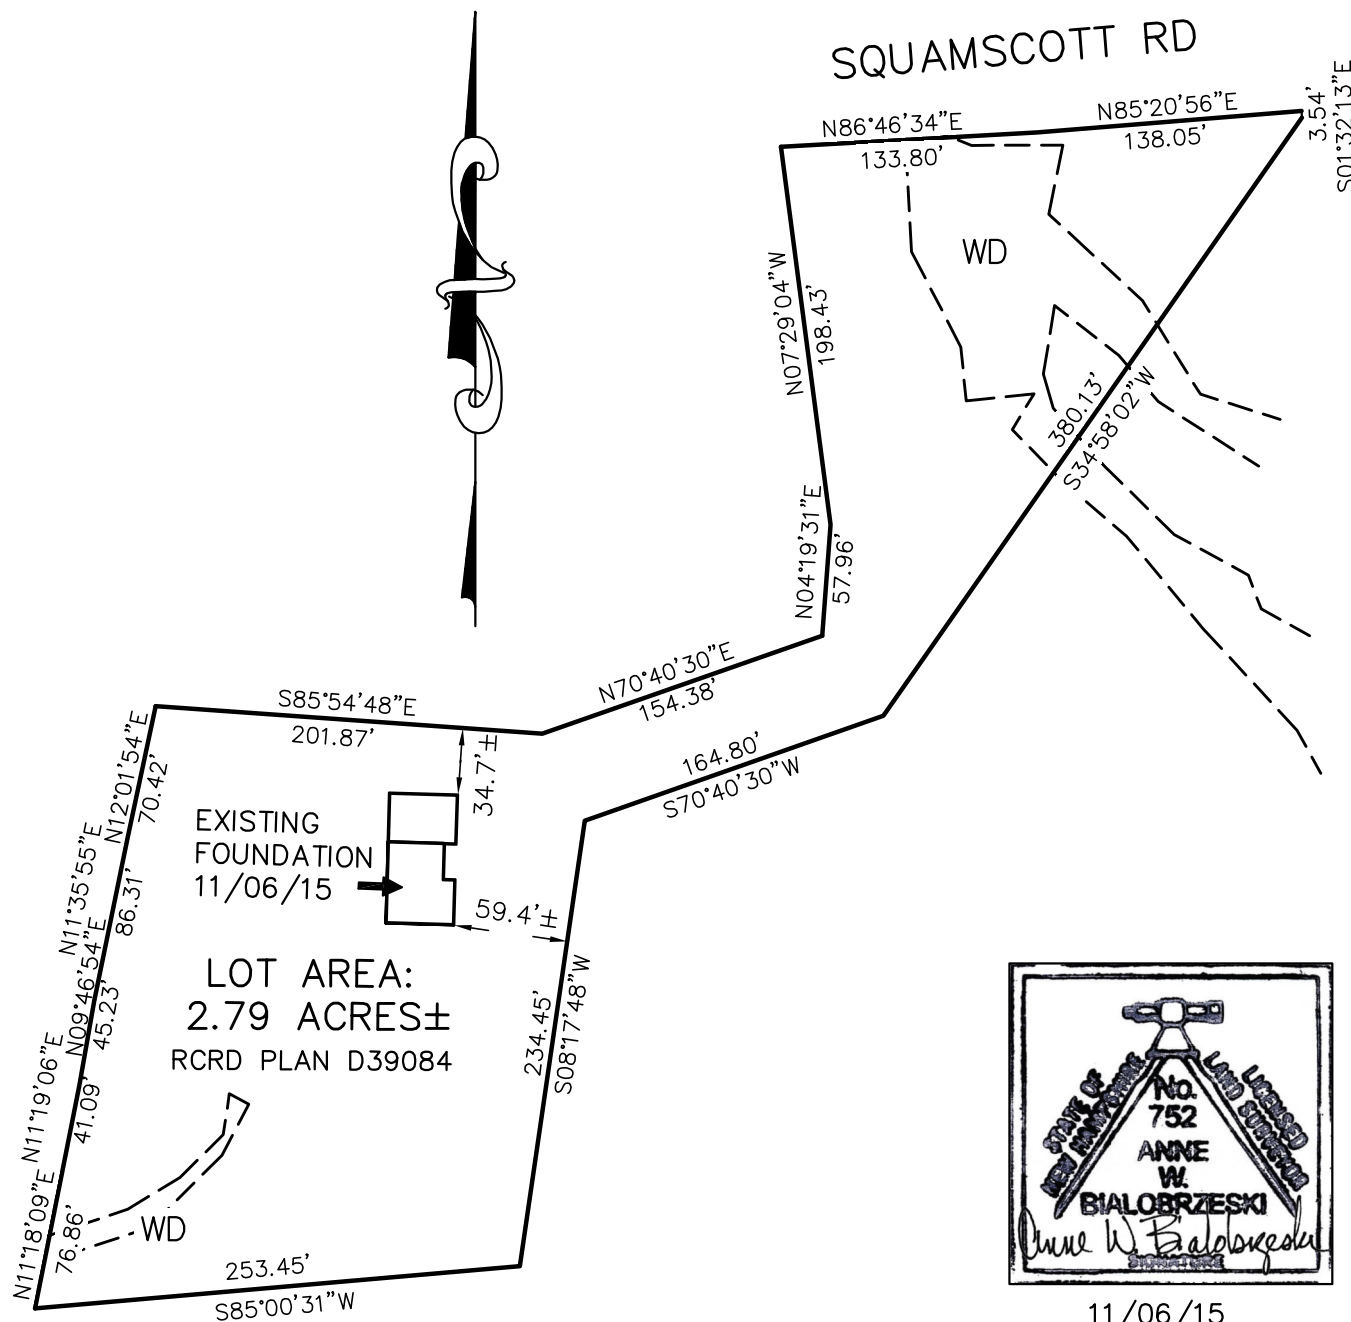 SQUAMSCOTT RD
N86°46'34"E
133.80'
N85°20'56"E
138.05'
3.54'
S01°32'13"E
WD
N07°29'04"W
198.43'
380.13'
S34°58'02"W
N04°19'31"E
57.96'
N70°40'30"E
154.38'
S85°54'48"E
201.87'
34.7'±
164.80'
S70°40'30"W
N12°01'54"E
70.42'
EXISTING
FOUNDATION
11/06/15
59.4'±
N11°35'55"E
86.31'
N09°46'54"E
45.23'
LOT AREA:
2.79 ACRES±
RCRD PLAN D39084
234.45'
S08°17'48"W
N11°19'06"E
41.09'
N11°18'09"E
76.86'
WD
253.45'
S85°00'31"W
STATE OF
NEW HAMPSHIRE
LICENSED
LAND SURVEYOR
No.
752
ANNE
W.
BIALOBRZESKI
Anne W. Bialobrzeski
SIGNATURE
11/06/15